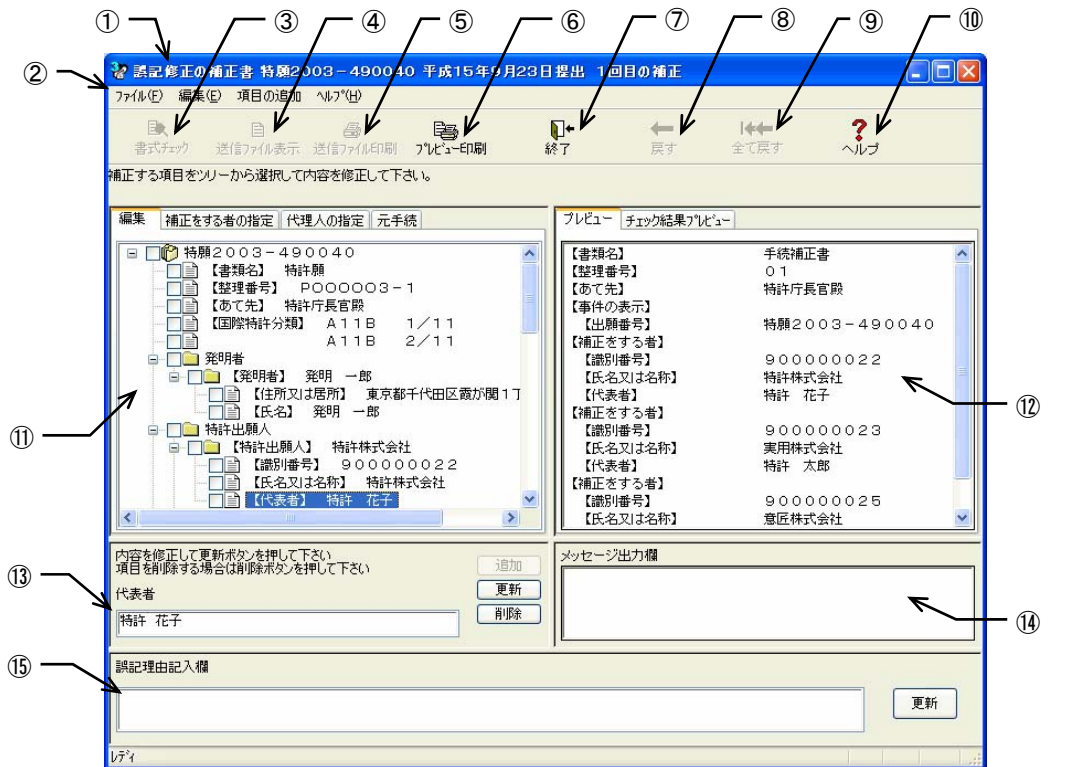 ① ③ ④ ⑤ ⑥ ⑦ ⑧ ⑨ ⑩
②
誤記修正の補正書 特願2003-490040 平成15年9月23日提出 1回目の補正
ファイル(F) 編集(E) 項目の追加 ヘルプ(H)
書式チェック 送信ファイル表示 送信ファイル印刷 プレビュー印刷 終了 戻す 全て戻す ヘルプ
補正する項目をツリーから選択して内容を修正して下さい。
編集 補正をする者の指定 代理人の指定 元手続
特願2003-490040
【書類名】 特許願
【整理番号】 P000003-1
【あて先】 特許庁長官殿
【国際特許分類】 A11B 1/11
A11B 2/11
発明者
【発明者】 発明 一郎
【住所又は居所】 東京都千代田区霞が関1丁
【氏名】 発明 一郎
特許出願人
【特許出願人】 特許株式会社
【識別番号】 900000022
【氏名又は名称】 特許株式会社
【代表者】 特許 花子
⑪
プレビュー チェック結果プレビュー
【書類名】 手続補正書
【整理番号】 01
【あて先】 特許庁長官殿
【事件の表示】
【出願番号】 特願2003-490040
【補正をする者】
【識別番号】 900000022
【氏名又は名称】 特許株式会社
【代表者】 特許 花子
【補正をする者】
【識別番号】 900000023
【氏名又は名称】 実用株式会社
【代表者】 特許 太郎
【補正をする者】
【識別番号】 900000025
【氏名又は名称】 意匠株式会社
⑫
内容を修正して更新ボタンを押して下さい
項目を削除する場合は削除ボタンを押して下さい
追加
更新
削除
⑬
代表者
特許 花子
メッセージ出力欄
⑭
⑮
誤記理由記入欄
更新
レディ